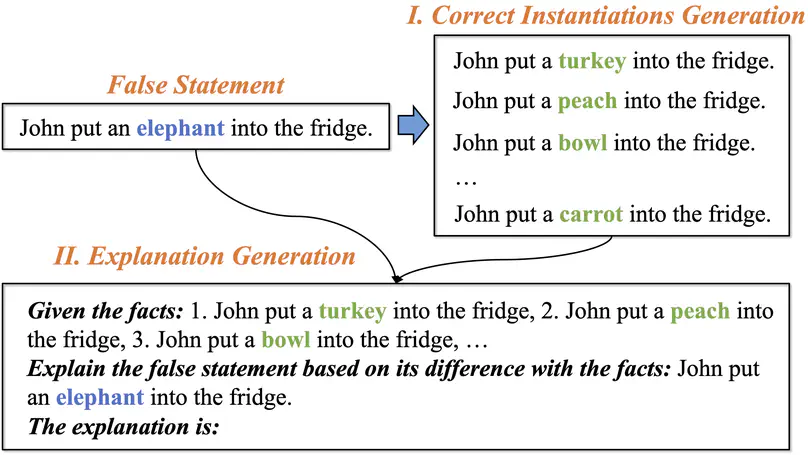 I. Correct Instantiations Generation
False Statement
John put an elephant into the fridge.
John put a turkey into the fridge.
John put a peach into the fridge.
John put a bowl into the fridge.
…
John put a carrot into the fridge.
II. Explanation Generation
Given the facts: 1. John put a turkey into the fridge, 2. John put a peach into
the fridge, 3. John put a bowl into the fridge, …
Explain the false statement based on its difference with the facts: John put
an elephant into the fridge.
The explanation is: